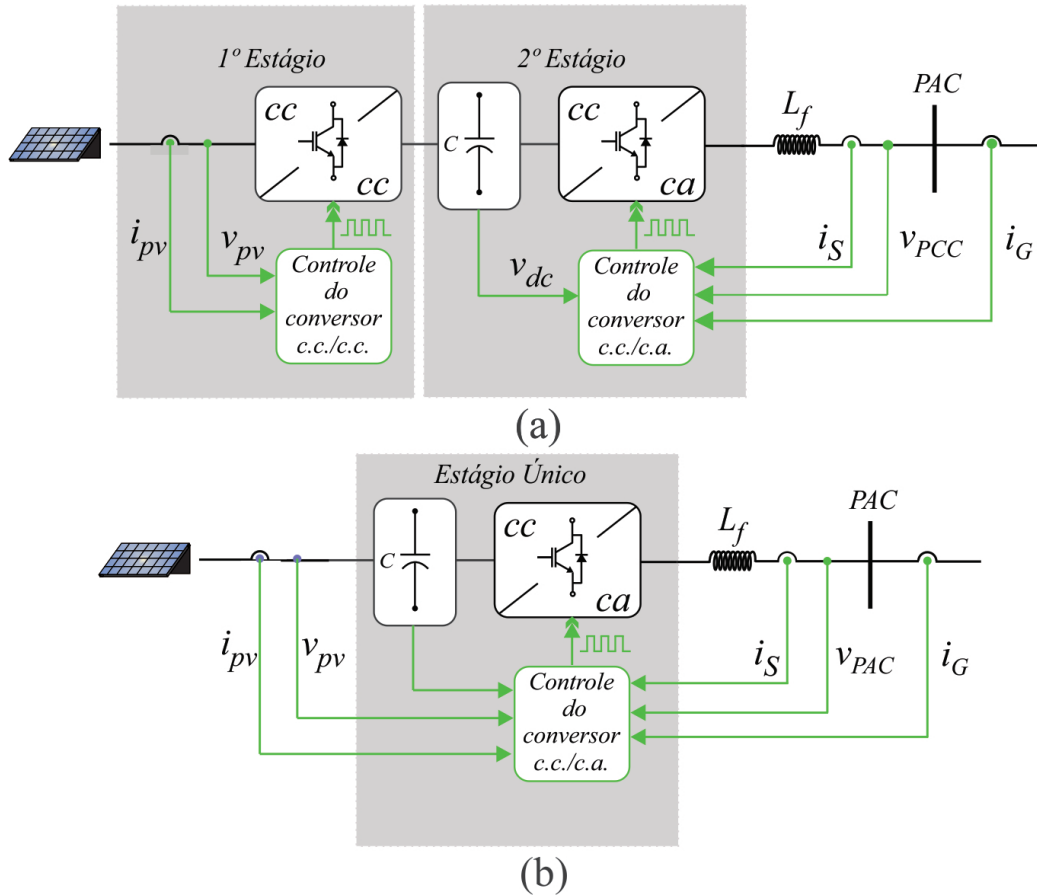 1º Estágio
2º Estágio
cc
cc
C
cc
ca
L_f
PAC
i_pv
v_pv
Controle
do
conversor
c.c./c.c.
v_dc
Controle
do
conversor
c.c./c.a.
i_S
v_PCC
i_G
(a)
Estágio Único
C
cc
ca
L_f
PAC
i_pv
v_pv
Controle
do
conversor
c.c./c.a.
i_S
v_PAC
i_G
(b)